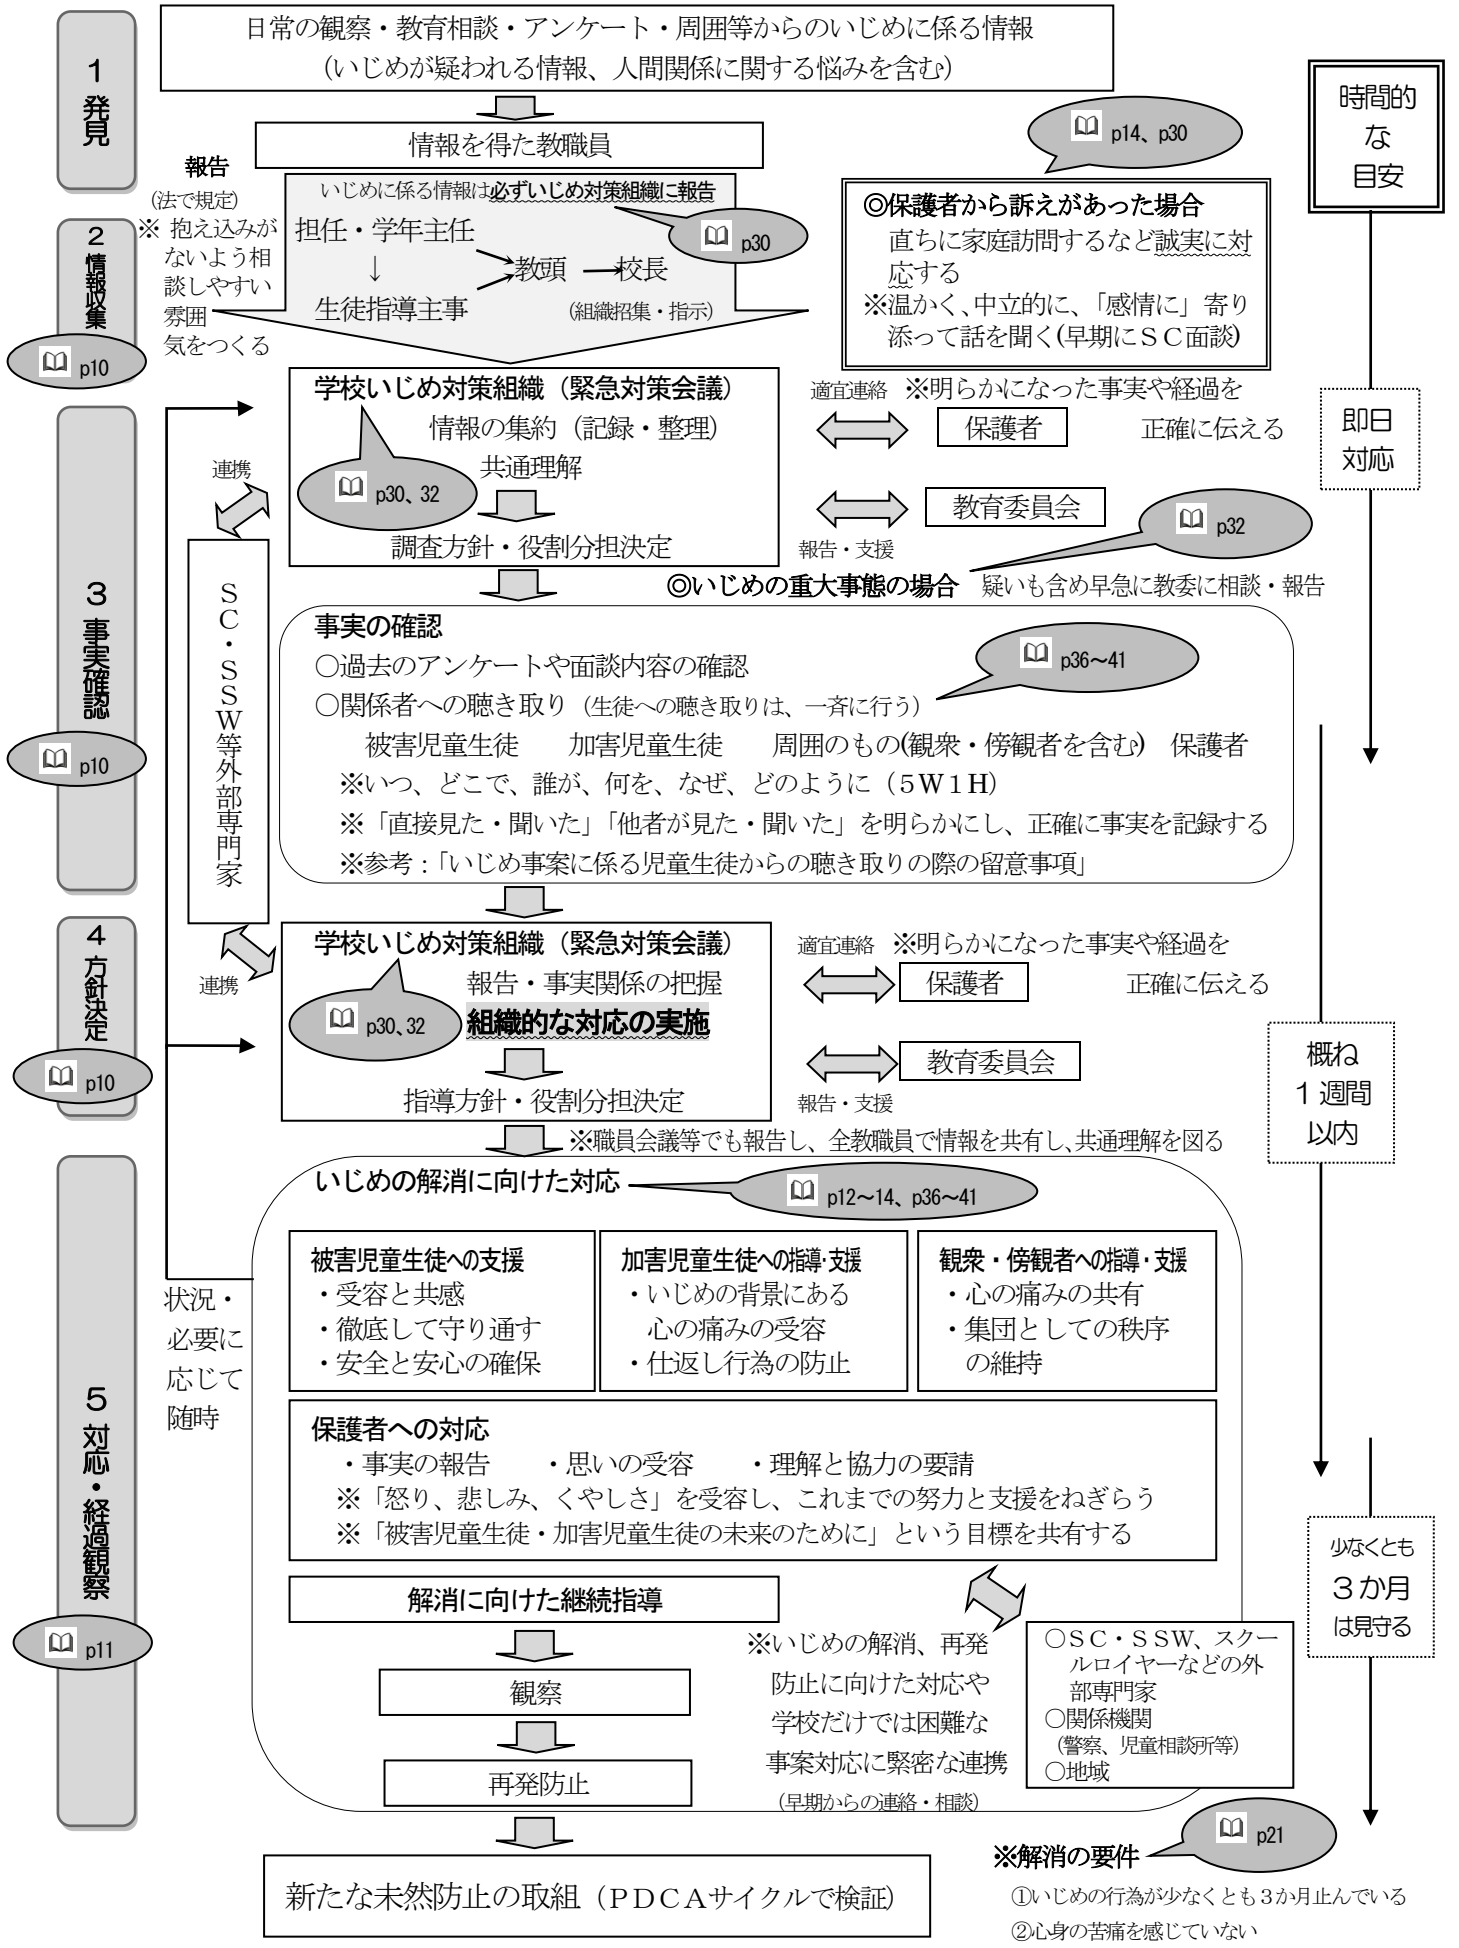 日常の観察・教育相談・アンケート・周囲等からのいじめに係る情報
（いじめが疑われる情報、人間関係に関する悩みを含む）
1 発見
時間的
な
目安
p14、p30
情報を得た教職員
報告
（法で規定）
※ 抱え込みが
ないよう相
談しやすい
雰囲
気をつくる
いじめに係る情報は必ずいじめ対策組織に報告
担任・学年主任
↓
生徒指導主事
教頭
校長
（組織招集・指示）
p30
◎保護者から訴えがあった場合
直ちに家庭訪問するなど誠実に対
応する
※温かく、中立的に、「感情に」寄り
添って話を聞く(早期にＳＣ面談)
2 情報収集
p10
学校いじめ対策組織（緊急対策会議）
情報の集約（記録・整理）
共通理解
p30、32
調査方針・役割分担決定
適宜連絡
※明らかになった事実や経過を
正確に伝える
保護者
教育委員会
報告・支援
p32
即日
対応
連携
ＳＣ・ＳＳＷ等外部専門家
連携
◎いじめの重大事態の場合 疑いも含め早急に教委に相談・報告
3 事実確認
p10
事実の確認
○過去のアンケートや面談内容の確認
○関係者への聴き取り（生徒への聴き取りは、一斉に行う）
p36～41
被害児童生徒 加害児童生徒 周囲のもの(観衆・傍観者を含む) 保護者
※いつ、どこで、誰が、何を、なぜ、どのように（５Ｗ１Ｈ）
※「直接見た・聞いた」「他者が見た・聞いた」を明らかにし、正確に事実を記録する
※参考：「いじめ事案に係る児童生徒からの聴き取りの際の留意事項」
4 方針決定
p10
学校いじめ対策組織（緊急対策会議）
報告・事実関係の把握
組織的な対応の実施
p30、32
指導方針・役割分担決定
適宜連絡
※明らかになった事実や経過を
正確に伝える
保護者
教育委員会
報告・支援
概ね
１週間
以内
※職員会議等でも報告し、全教職員で情報を共有し、共通理解を図る
5 対応・経過観察
p11
状況・
必要に
応じて
随時
いじめの解消に向けた対応
p12～14、p36～41
被害児童生徒への支援
・受容と共感
・徹底して守り通す
・安全と安心の確保
加害児童生徒への指導・支援
・いじめの背景にある
心の痛みの受容
・仕返し行為の防止
観衆・傍観者への指導・支援
・心の痛みの共有
・集団としての秩序
の維持
保護者への対応
・事実の報告 ・思いの受容 ・理解と協力の要請
※「怒り、悲しみ、くやしさ」を受容し、これまでの努力と支援をねぎらう
※「被害児童生徒・加害児童生徒の未来のために」という目標を共有する
少なくとも
３か月
は見守る
解消に向けた継続指導
観察
再発防止
※いじめの解消、再発
防止に向けた対応や
学校だけでは困難な
事案対応に緊密な連携
（早期からの連絡・相談）
○ＳＣ・ＳＳＷ、スクー
ルロイヤーなどの外
部専門家
○関係機関
（警察、児童相談所等）
○地域
新たな未然防止の取組（ＰＤＣＡサイクルで検証）
※解消の要件
p21
①いじめの行為が少なくとも３か月止んでいる
②心身の苦痛を感じていない